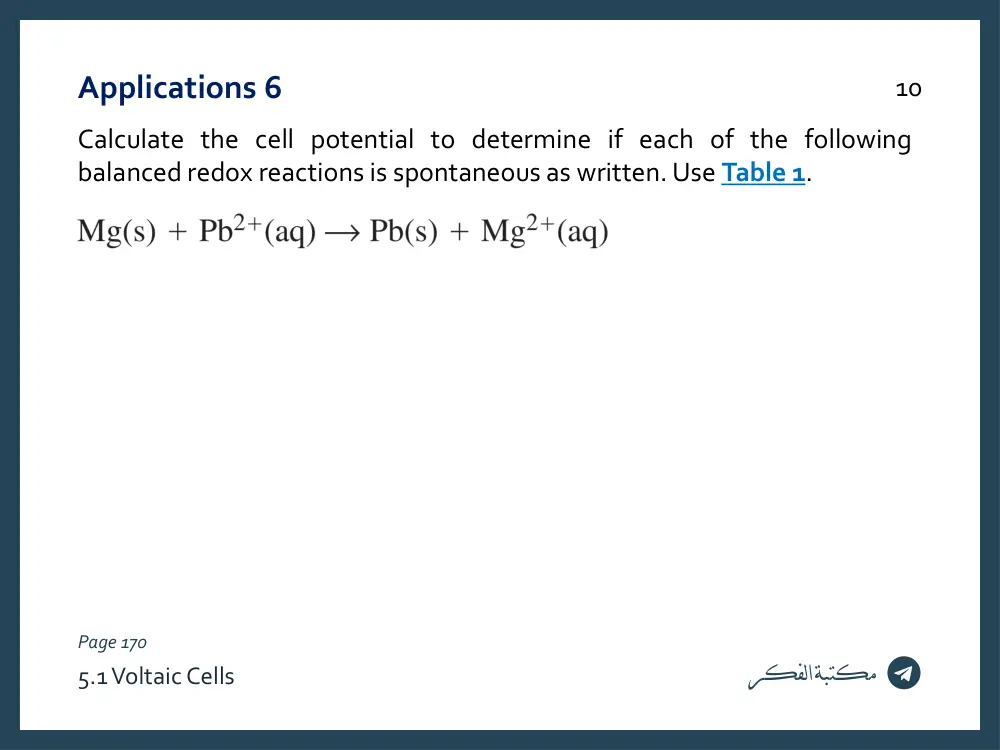 Applications 6
10
Calculate the cell potential to determine if each of the following
balanced redox reactions is spontaneous as written. Use Table 1.
Mg(s) + Pb²⁺(aq) ⟶ Pb(s) + Mg²⁺(aq)
Page 170
5.1 Voltaic Cells
مكتبة الفكر